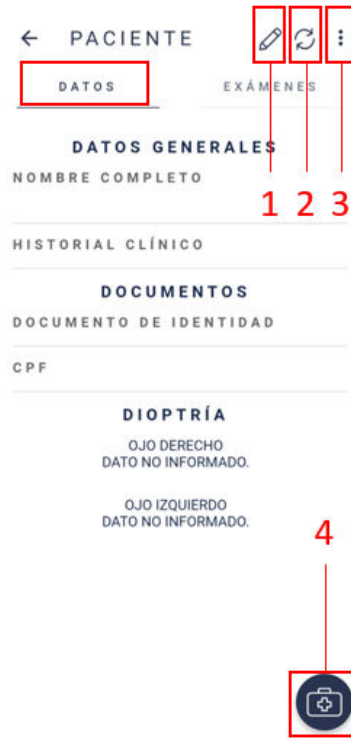 PACIENTE
DATOS
EXÁMENES
DATOS GENERALES
NOMBRE COMPLETO
1 2 3
HISTORIAL CLÍNICO
DOCUMENTOS
DOCUMENTO DE IDENTIDAD
CPF
DIOPTRÍA
OJO DERECHO
DATO NO INFORMADO.
OJO IZQUIERDO
DATO NO INFORMADO.
4